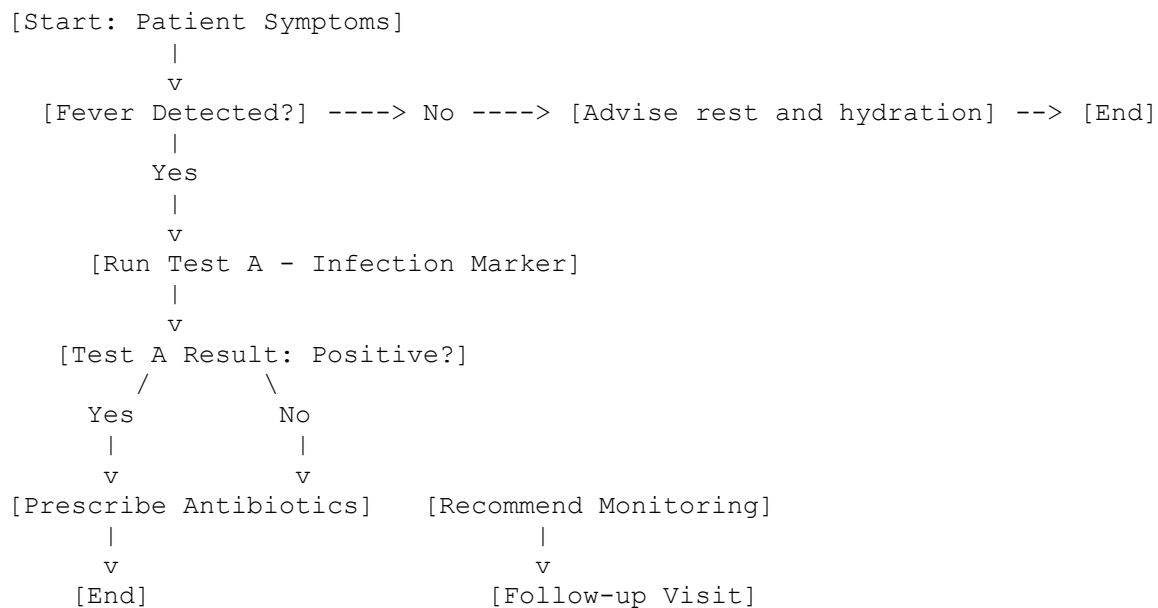 [Start: Patient Symptoms]
|
v
[Fever Detected?] ----> No ----> [Advise rest and hydration] --> [End]
|
Yes
|
v
[Run Test A - Infection Marker]
|
v
[Test A Result: Positive?]
/ \
Yes No
| |
v v
[Prescribe Antibiotics] [Recommend Monitoring]
| |
v v
[End] [Follow-up Visit]